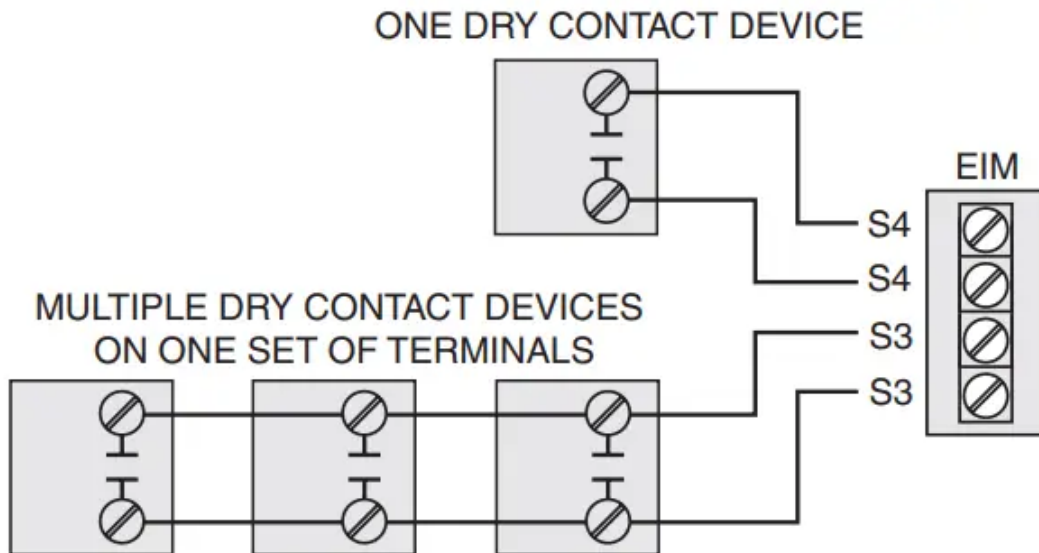 ONE DRY CONTACT DEVICE
EIM
S4
S4
MULTIPLE DRY CONTACT DEVICES
ON ONE SET OF TERMINALS
S3
S3